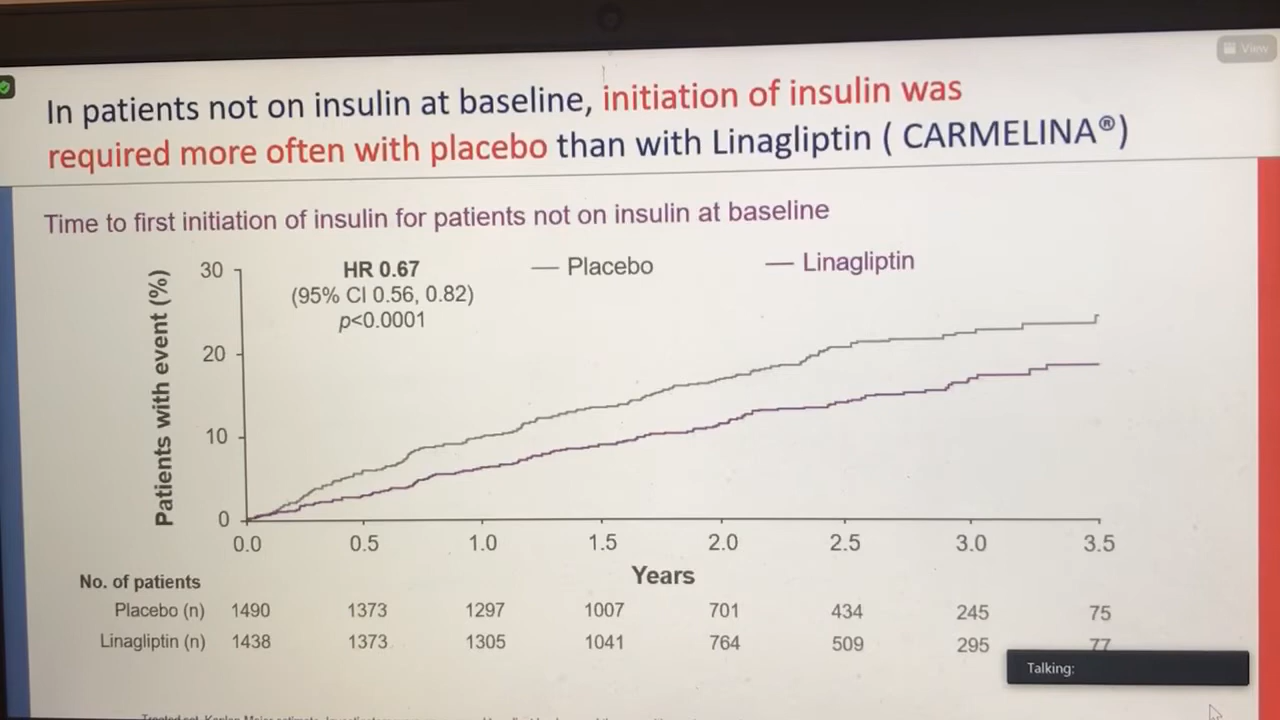 View
In patients not on insulin at baseline, initiation of insulin was
required more often with placebo than with Linagliptin ( CARMELINA®)
Time to first initiation of insulin for patients not on insulin at baseline
Patients with event (%)
30
20
10
0
HR 0.67
(95% CI 0.56, 0.82)
p<0.0001
Placebo
Linagliptin
0.0 0.5 1.0 1.5 2.0 2.5 3.0 3.5
Years
No. of patients
Placebo (n) 1490 1373 1297 1007 701 434 245 75
Linagliptin (n) 1438 1373 1305 1041 764 509 295 77
Talking: